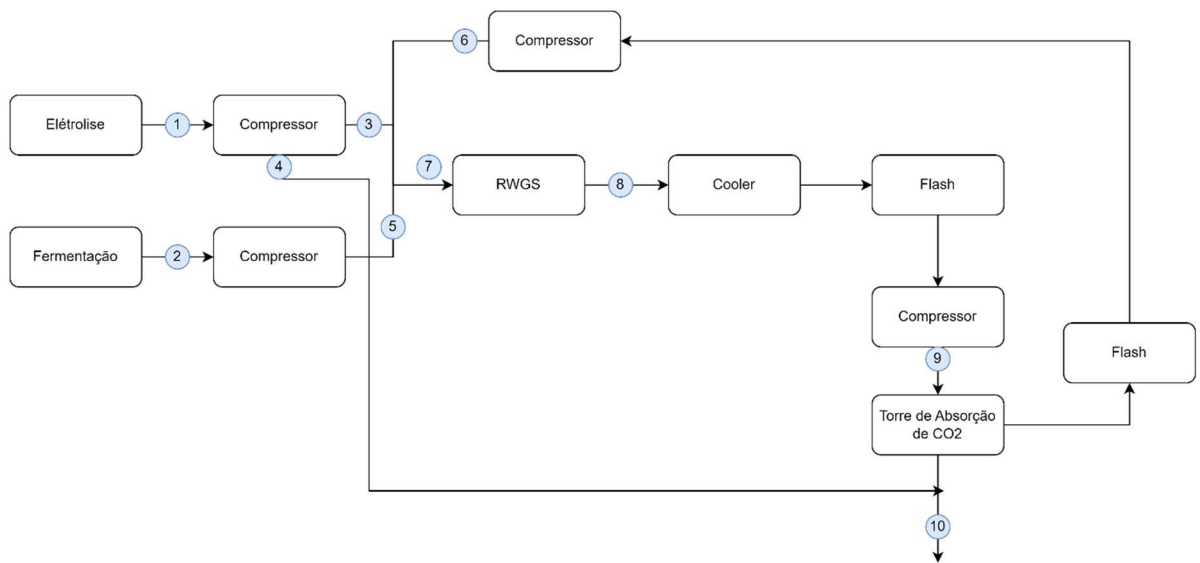 6
Compressor
Elétrolise
1
Compressor
3
4
7
RWGS
8
Cooler
Flash
5
Fermentação
2
Compressor
Compressor
Flash
9
Torre de Absorção
de CO2
10